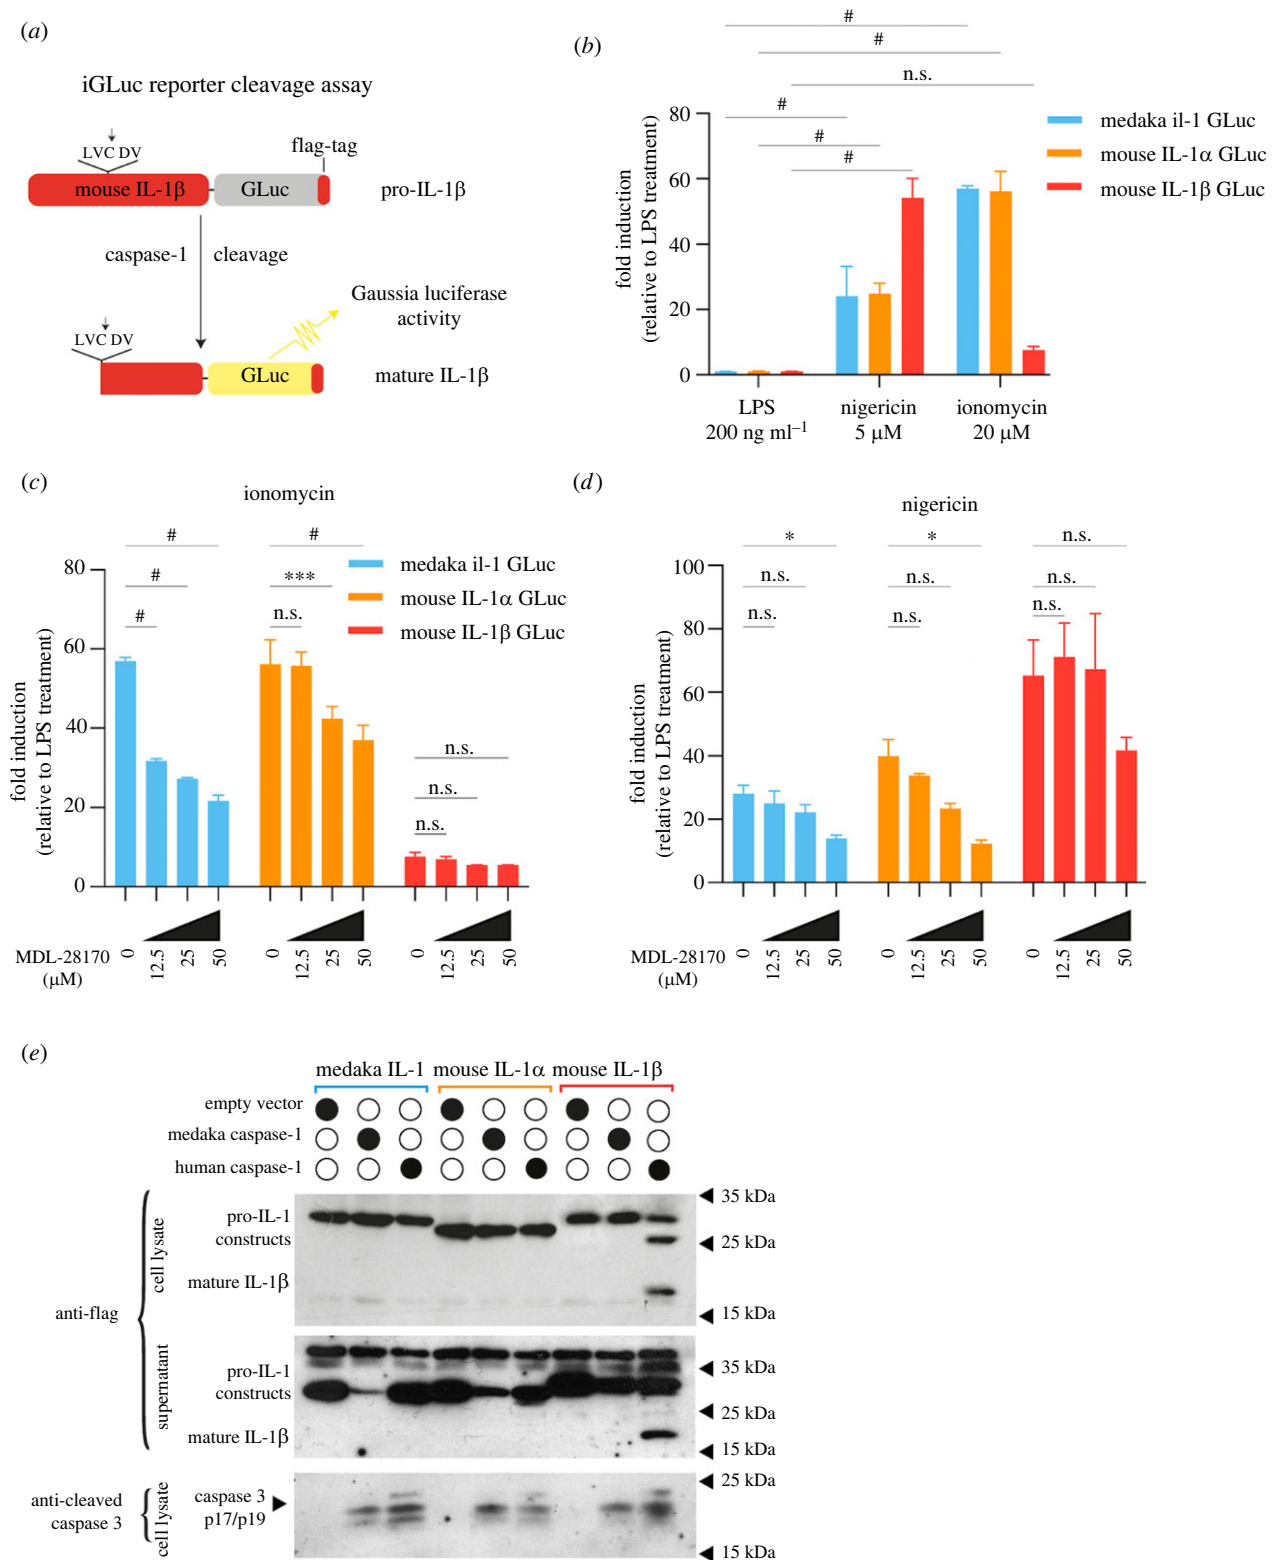 (a)
iGLuc reporter cleavage assay
LVC DV
flag-tag
mouse IL-1β
GLuc
pro-IL-1β
caspase-1
cleavage
Gaussia luciferase
activity
LVC DV
GLuc
mature IL-1β
(b)
#
#
n.s.
#
#
#
fold induction
(relative to LPS treatment)
80
60
40
20
0
LPS
200 ng ml⁻¹
nigericin
5 μM
ionomycin
20 μM
medaka il-1 GLuc
mouse IL-1α GLuc
mouse IL-1β GLuc
(c)
ionomycin
#
#
#
#
***
n.s.
n.s.
n.s.
n.s.
medaka il-1 GLuc
mouse IL-1α GLuc
mouse IL-1β GLuc
fold induction
(relative to LPS treatment)
80
60
40
20
0
MDL-28170
(μM)
0 12.5 25 50
0 12.5 25 50
0 12.5 25 50
(d)
nigericin
*
n.s.
n.s.
*
n.s.
n.s.
n.s.
n.s.
n.s.
fold induction
(relative to LPS treatment)
100
80
60
40
20
0
MDL-28170
(μM)
0 12.5 25 50
0 12.5 25 50
0 12.5 25 50
(e)
medaka IL-1 mouse IL-1α mouse IL-1β
empty vector
medaka caspase-1
human caspase-1
anti-flag
cell lysate
pro-IL-1
constructs
mature IL-1β
35 kDa
25 kDa
15 kDa
supernatant
pro-IL-1
constructs
mature IL-1β
35 kDa
25 kDa
15 kDa
anti-cleaved
caspase 3
cell lysate
caspase 3
p17/p19
25 kDa
15 kDa